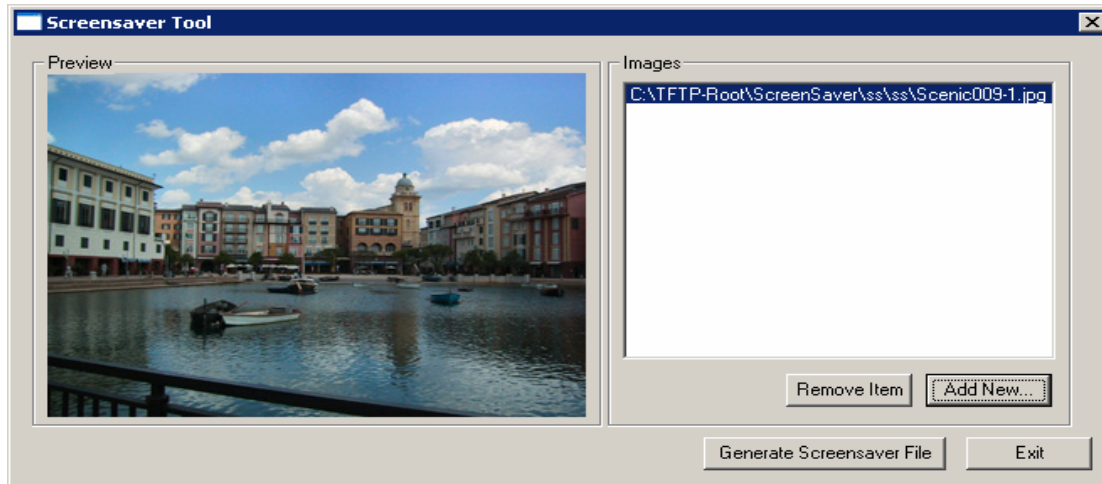 Screensaver Tool
Preview
Images
C:\TFTP-Root\ScreenSaver\ss\ss\Scenic009-1.jpg
Remove Item
Add New...
Generate Screensaver File
Exit